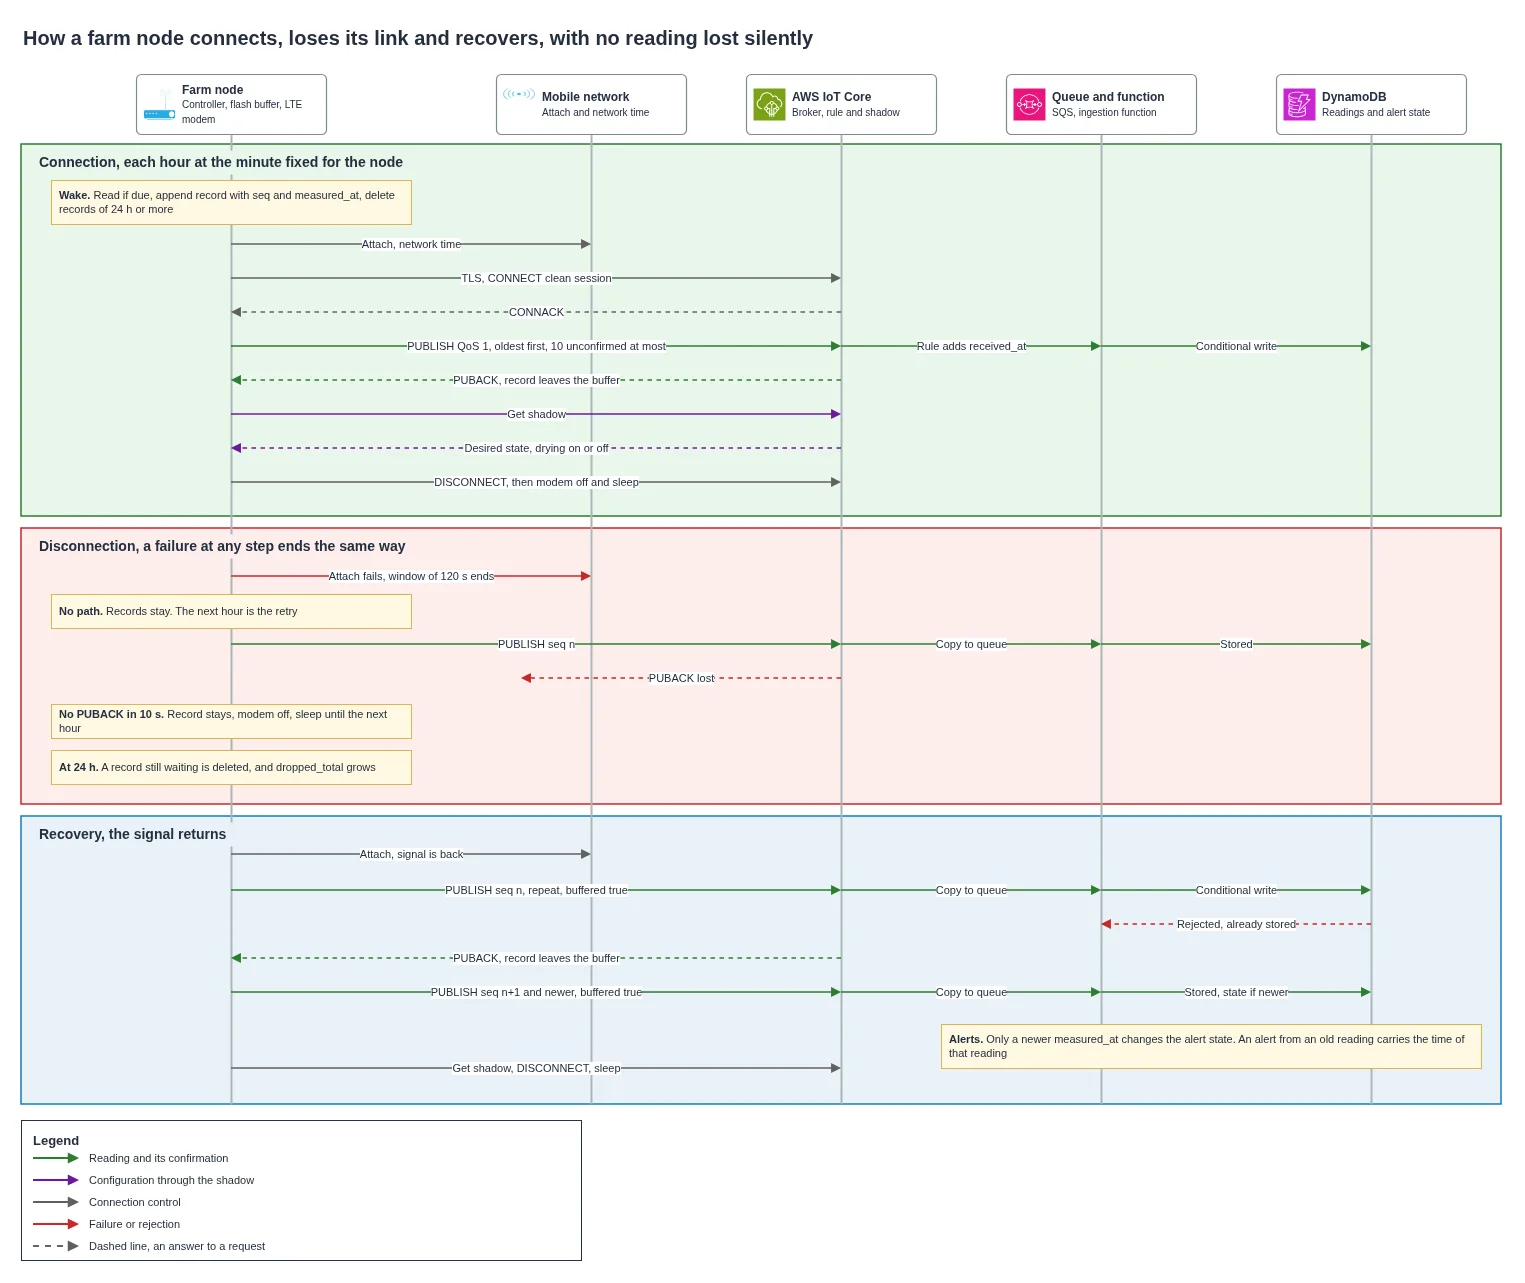 How a farm node connects, loses its link and recovers, with no reading lost silently
Farm node
Controller, flash buffer, LTE
modem
Mobile network
Attach and network time
AWS IoT Core
Broker, rule and shadow
Queue and function
SQS, ingestion function
DynamoDB
Readings and alert state
Connection, each hour at the minute fixed for the node
Wake. Read if due, append record with seq and measured_at, delete
records of 24 h or more
Attach, network time
TLS, CONNECT clean session
CONNACK
PUBLISH QoS 1, oldest first, 10 unconfirmed at most
Rule adds received_at
Conditional write
PUBACK, record leaves the buffer
Get shadow
Desired state, drying on or off
DISCONNECT, then modem off and sleep
Disconnection, a failure at any step ends the same way
Attach fails, window of 120 s ends
No path. Records stay. The next hour is the retry
PUBLISH seq n
Copy to queue
Stored
PUBACK lost
No PUBACK in 10 s. Record stays, modem off, sleep until the next
hour
At 24 h. A record still waiting is deleted, and dropped_total grows
Recovery, the signal returns
Attach, signal is back
PUBLISH seq n, repeat, buffered true
Copy to queue
Conditional write
Rejected, already stored
PUBACK, record leaves the buffer
PUBLISH seq n+1 and newer, buffered true
Copy to queue
Stored, state if newer
Alerts. Only a newer measured_at changes the alert state. An alert from an old reading carries the time of
that reading
Get shadow, DISCONNECT, sleep
Legend
Reading and its confirmation
Configuration through the shadow
Connection control
Failure or rejection
Dashed line, an answer to a request